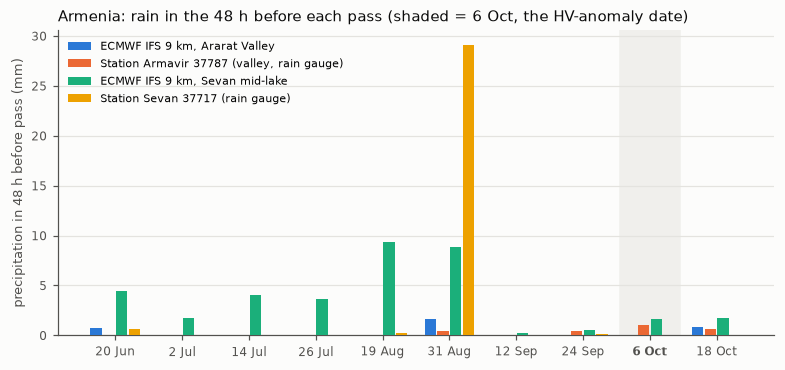 Armenia: rain in the 48 h before each pass (shaded = 6 Oct, the HV-anomaly date)
ECMWF IFS 9 km, Ararat Valley
Station Armavir 37787 (valley, rain gauge)
ECMWF IFS 9 km, Sevan mid-lake
Station Sevan 37717 (rain gauge)
precipitation in 48 h before pass (mm)
30
25
20
15
10
5
0
20 Jun 2 Jul 14 Jul 26 Jul 19 Aug 31 Aug 12 Sep 24 Sep 6 Oct 18 Oct